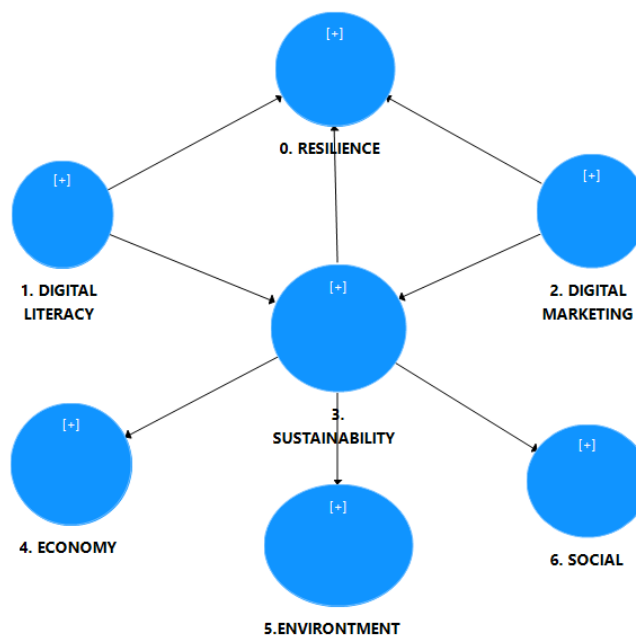 [+]
0. RESILIENCE
[+]
[+]
1. DIGITAL
LITERACY
2. DIGITAL
MARKETING
[+]
3.
SUSTAINABILITY
[+]
[+]
4. ECONOMY
6. SOCIAL
[+]
5.ENVIRONTMENT